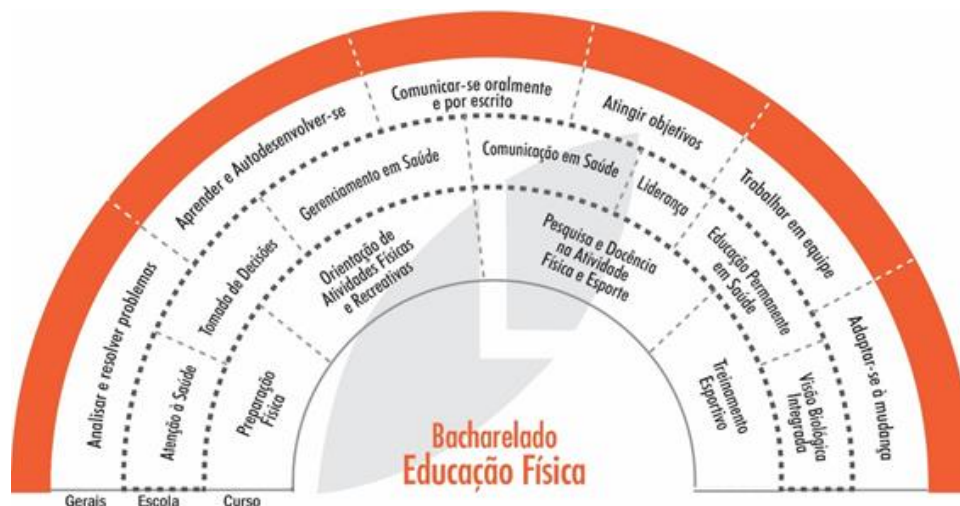 Analisar e resolver problemas
Aprender e Autodesenvolver-se
Comunicar-se oralmente
e por escrito
Atingir objetivos
Trabalhar em equipe
Adaptar-se à mudança
Atenção à Saúde
Tomada de Decisões
Gerenciamento em Saúde
Comunicação em Saúde
Liderança
Educação Permanente
em Saúde
Visão Biológica
Integrada
Preparação
Física
Orientação de
Atividades Físicas
e Recreativas
Pesquisa e Docência
na Atividade
Física e Esporte
Treinamento
Esportivo
Bacharelado
Educação Física
Gerais
Escola
Curso